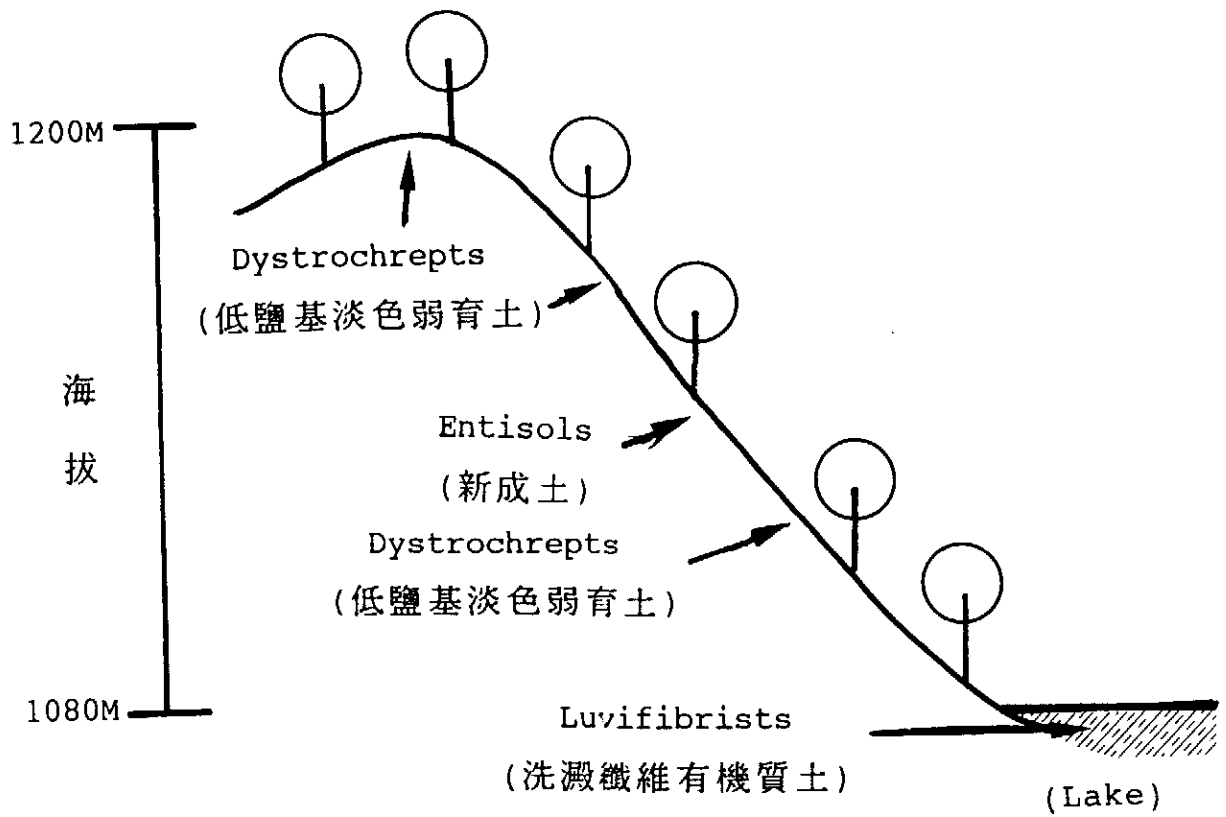 1200M
Dystrochrepts
(低鹽基淡色弱育土)
海
拔
Entisols
(新成土)
Dystrochrepts
(低鹽基淡色弱育土)
1080M
Luvifibrists
(洗澱纖維有機質土)
(Lake)